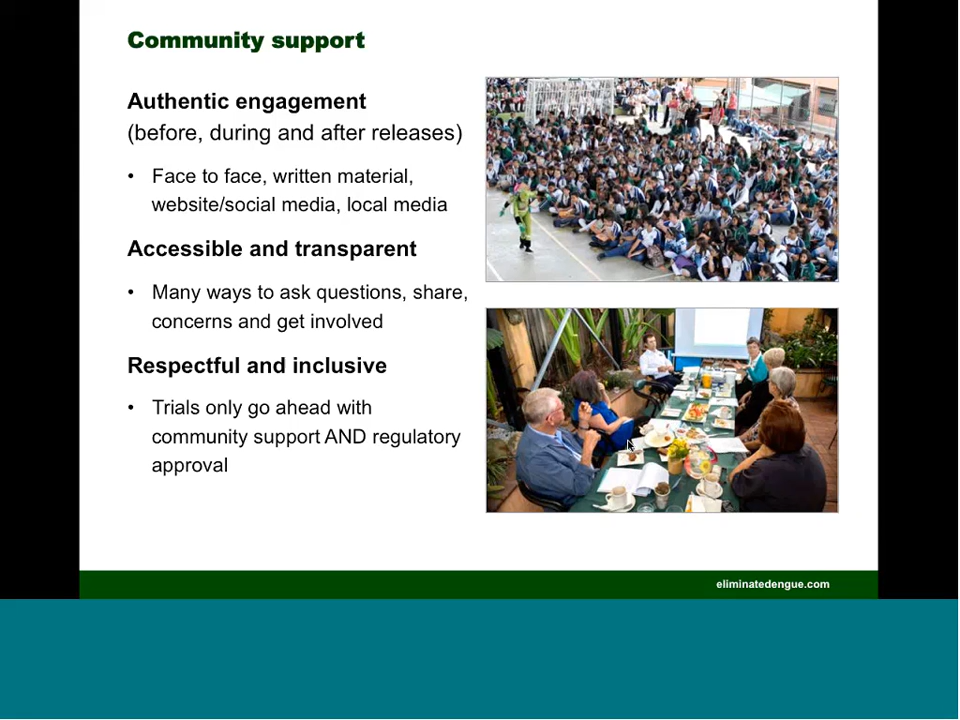 Community support
Authentic engagement
(before, during and after releases)
• Face to face, written material,
website/social media, local media
Accessible and transparent
• Many ways to ask questions, share,
concerns and get involved
Respectful and inclusive
• Trials only go ahead with
community support AND regulatory
approval
eliminatedengue.com